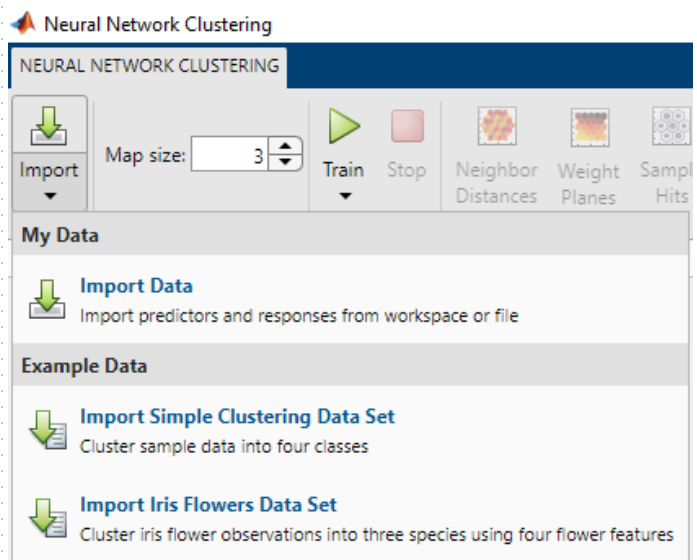 Neural Network Clustering
NEURAL NETWORK CLUSTERING
Import
Map size: 3
Train
Stop
Neighbor
Distances
Weight
Planes
Sampl
Hits
My Data
Import Data
Import predictors and responses from workspace or file
Example Data
Import Simple Clustering Data Set
Cluster sample data into four classes
Import Iris Flowers Data Set
Cluster iris flower observations into three species using four flower features